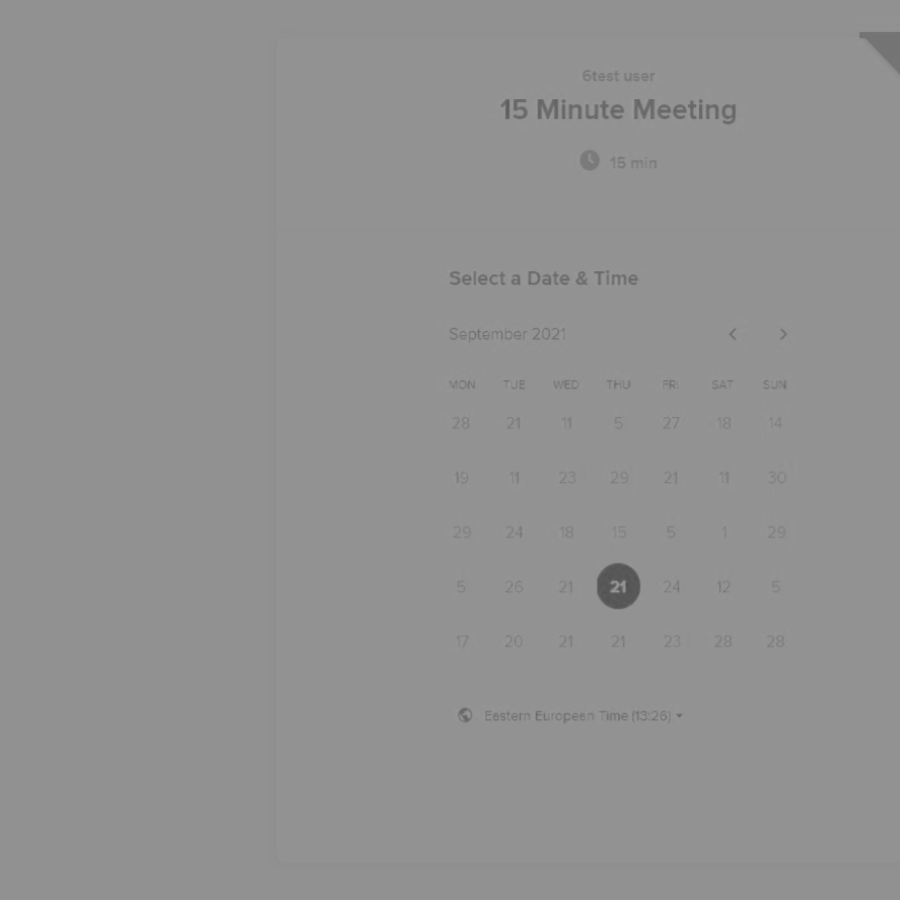 6test user
15 Minute Meeting
15 min
Select a Date & Time
September 2021
MON TUE WED THU FRI SAT SUN
28 21 11 5 27 18 14
19 11 23 29 21 11 30
29 24 18 15 5 1 29
5 26 21 21 24 12 5
17 20 21 21 23 28 28
Eastern European Time (13:26)